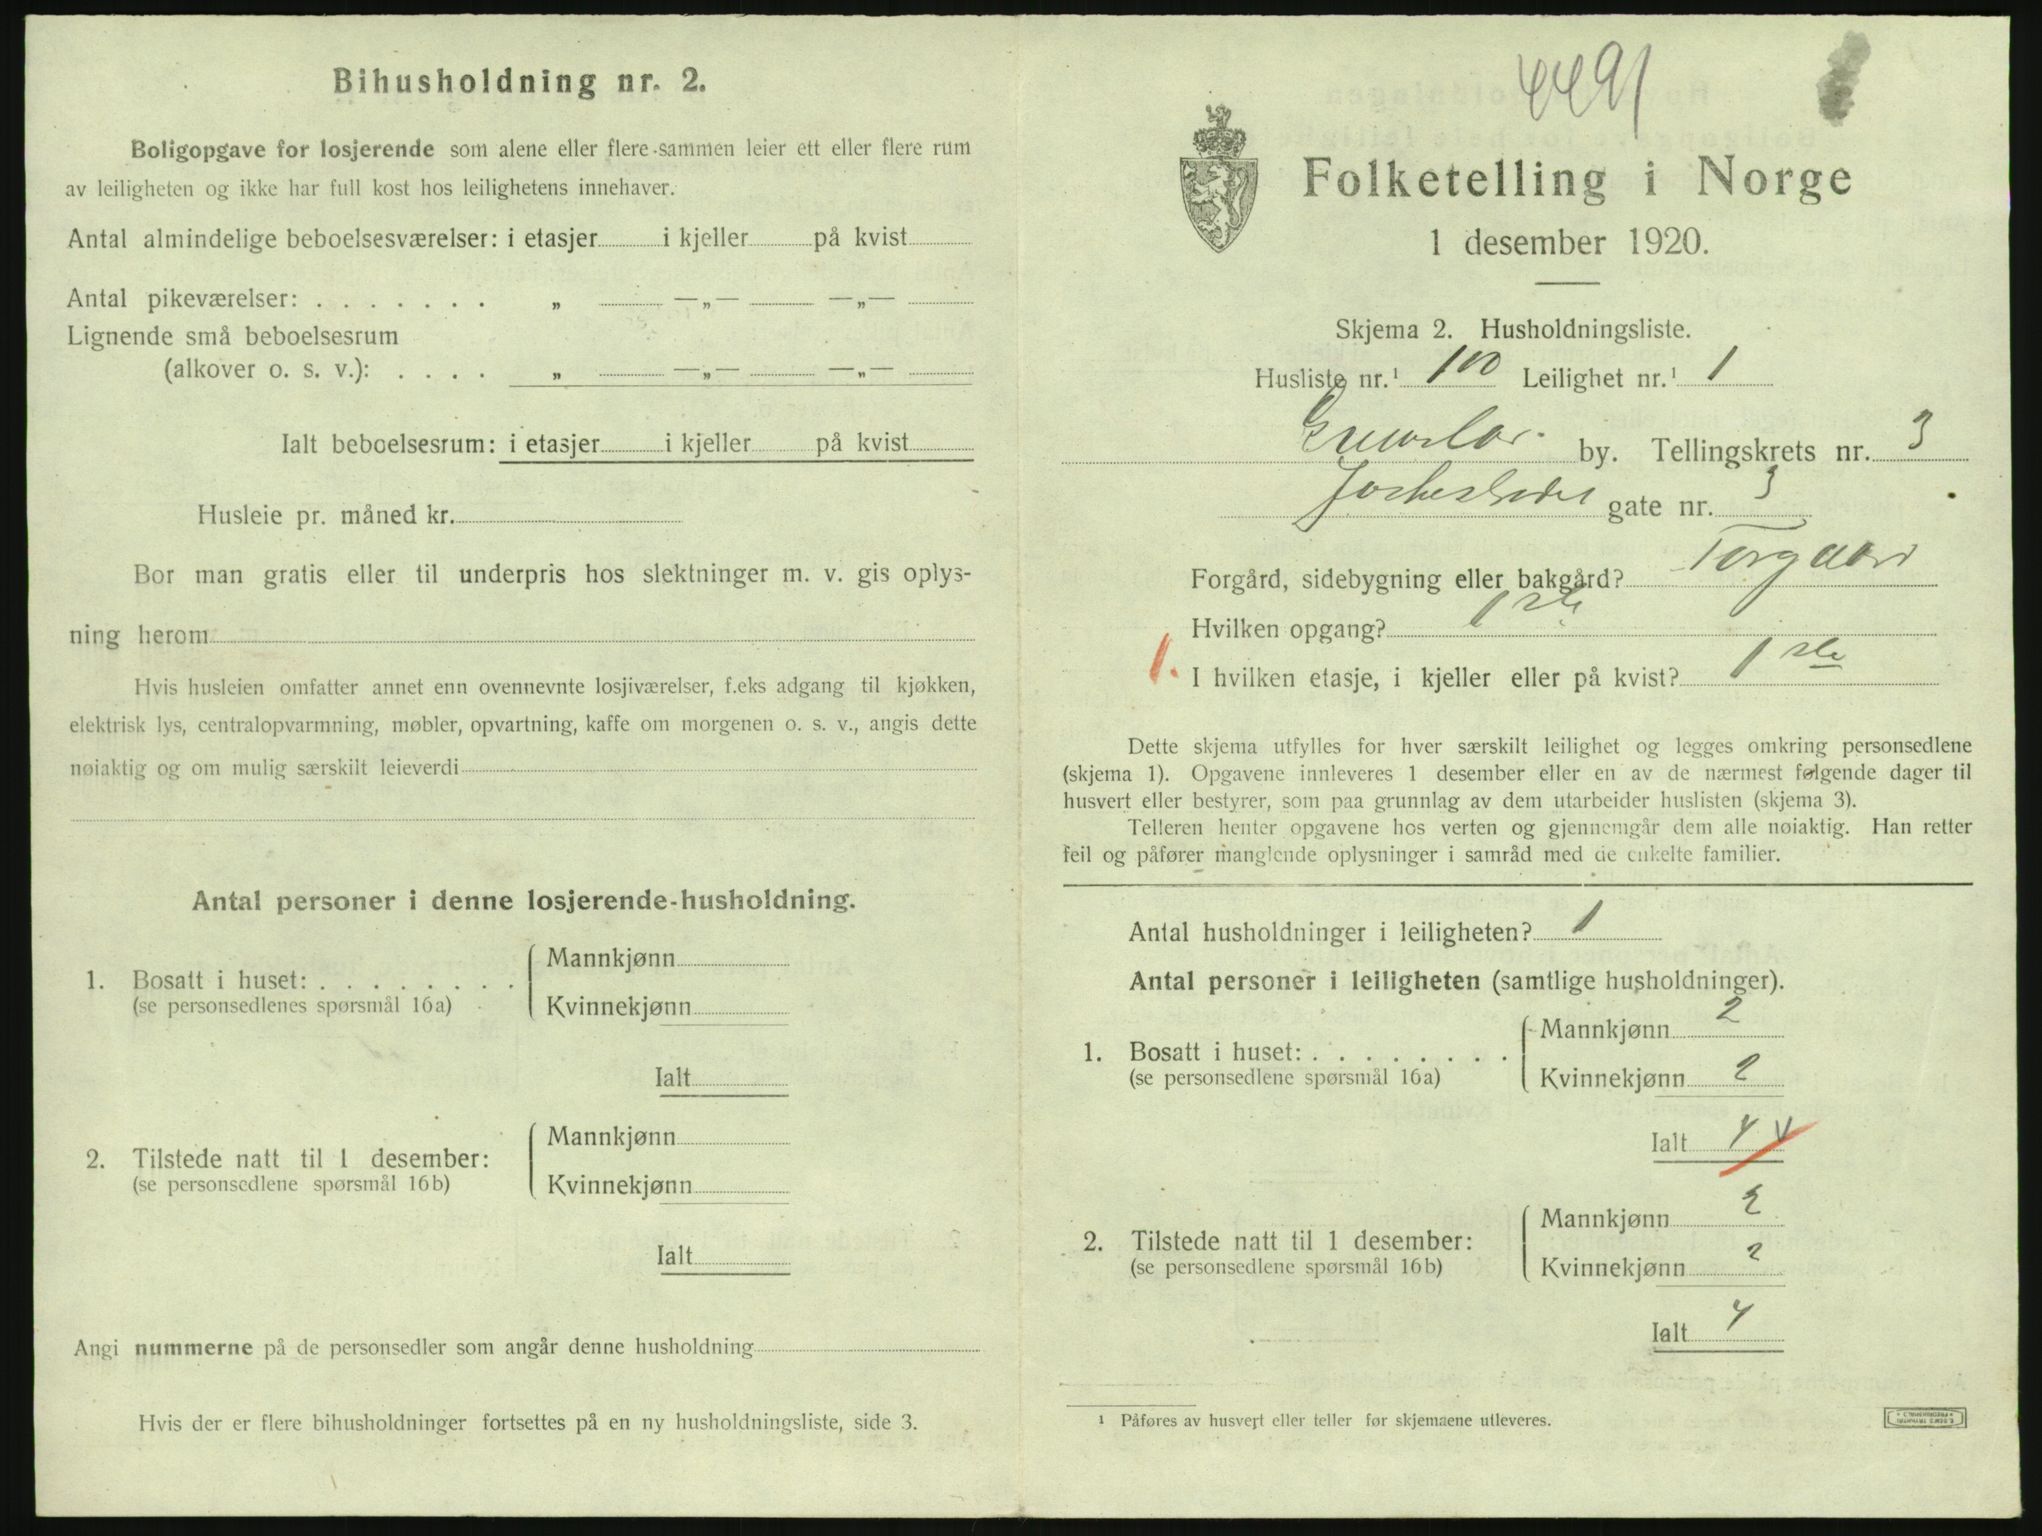 Bihusholdning nr. 2.
Boligopgave for losjerende som alene eller flere sammen leier ett eller flere rum
av leiligheten og ikke har full kost hos leilighetens innehaver.
Antal almindelige beboelsesværelser: i etasjer i kjeller på kvist
Antal pikeværelser: . . . . . . . „ —„— —„—
Lignende små beboelsesrum
(alkover o. s. v.): . . . . „ —„— —„—
Ialt beboelsesrum: i etasjer i kjeller på kvist
Husleie pr. måned kr.
Bor man gratis eller til underpris hos slektninger m. v. gis oplys-
ning herom
Hvis husleien omfatter annet enn ovennevnte losjiværelser, f.eks adgang til kjøkken,
elektrisk lys, centralopvarmning, møbler, opvartning, kaffe om morgenen o. s. v., angis dette
nøiaktig og om mulig særskilt leieverdi
Antal personer i denne losjerende-husholdning.
1. Bosatt i huset: . . . . . . . .
(se personsedlenes spørsmål 16a)
Mannkjønn
Kvinnekjønn
Ialt
2. Tilstede natt til 1 desember:
(se personsedlene spørsmål 16b)
Mannkjønn
Kvinnekjønn
Ialt
Angi nummerne på de personsedler som angår denne husholdning
Hvis der er flere bihusholdninger fortsettes på en ny husholdningsliste, side 3.
4491
Folketelling i Norge
1 desember 1920.
Skjema 2. Husholdningsliste.
Husliste nr.¹ 100 Leilighet nr.¹ 1
by. Tellingskrets nr. 3
gate nr. 3
Forgård, sidebygning eller bakgård? Forgaard
Hvilken opgang? 1ste
1. I hvilken etasje, i kjeller eller på kvist? 1ste
Dette skjema utfylles for hver særskilt leilighet og legges omkring personsedlene
(skjema 1). Opgavene innleveres 1 desember eller en av de nærmest følgende dager til
husvert eller bestyrer, som paa grunnlag av dem utarbeider huslisten (skjema 3).
Telleren henter opgavene hos verten og gjennemgår dem alle nøiaktig. Han retter
feil og påfører manglende oplysninger i samråd med de enkelte familier.
Antal husholdninger i leiligheten? 1
Antal personer i leiligheten (samtlige husholdninger).
1. Bosatt i huset: . . . . . . . .
(se personsedlene spørsmål 16a)
Mannkjønn 2
Kvinnekjønn 2
Ialt 4
2. Tilstede natt til 1 desember:
(se personsedlene spørsmål 16b)
Mannkjønn 2
Kvinnekjønn 2
Ialt 4
¹ Påføres av husvert eller teller før skjemaene utleveres.